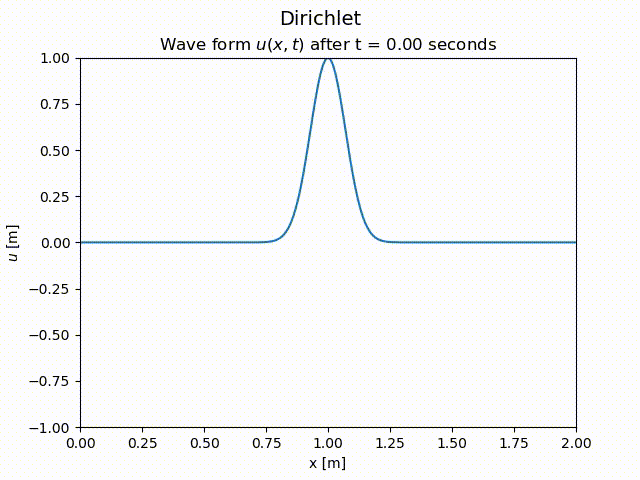 Dirichlet
Wave form u(x, t) after t = 0.00 seconds
1.00
0.75
0.50
0.25
0.00
−0.25
−0.50
−0.75
−1.00
u [m]
0.00 0.25 0.50 0.75 1.00 1.25 1.50 1.75 2.00
x [m]